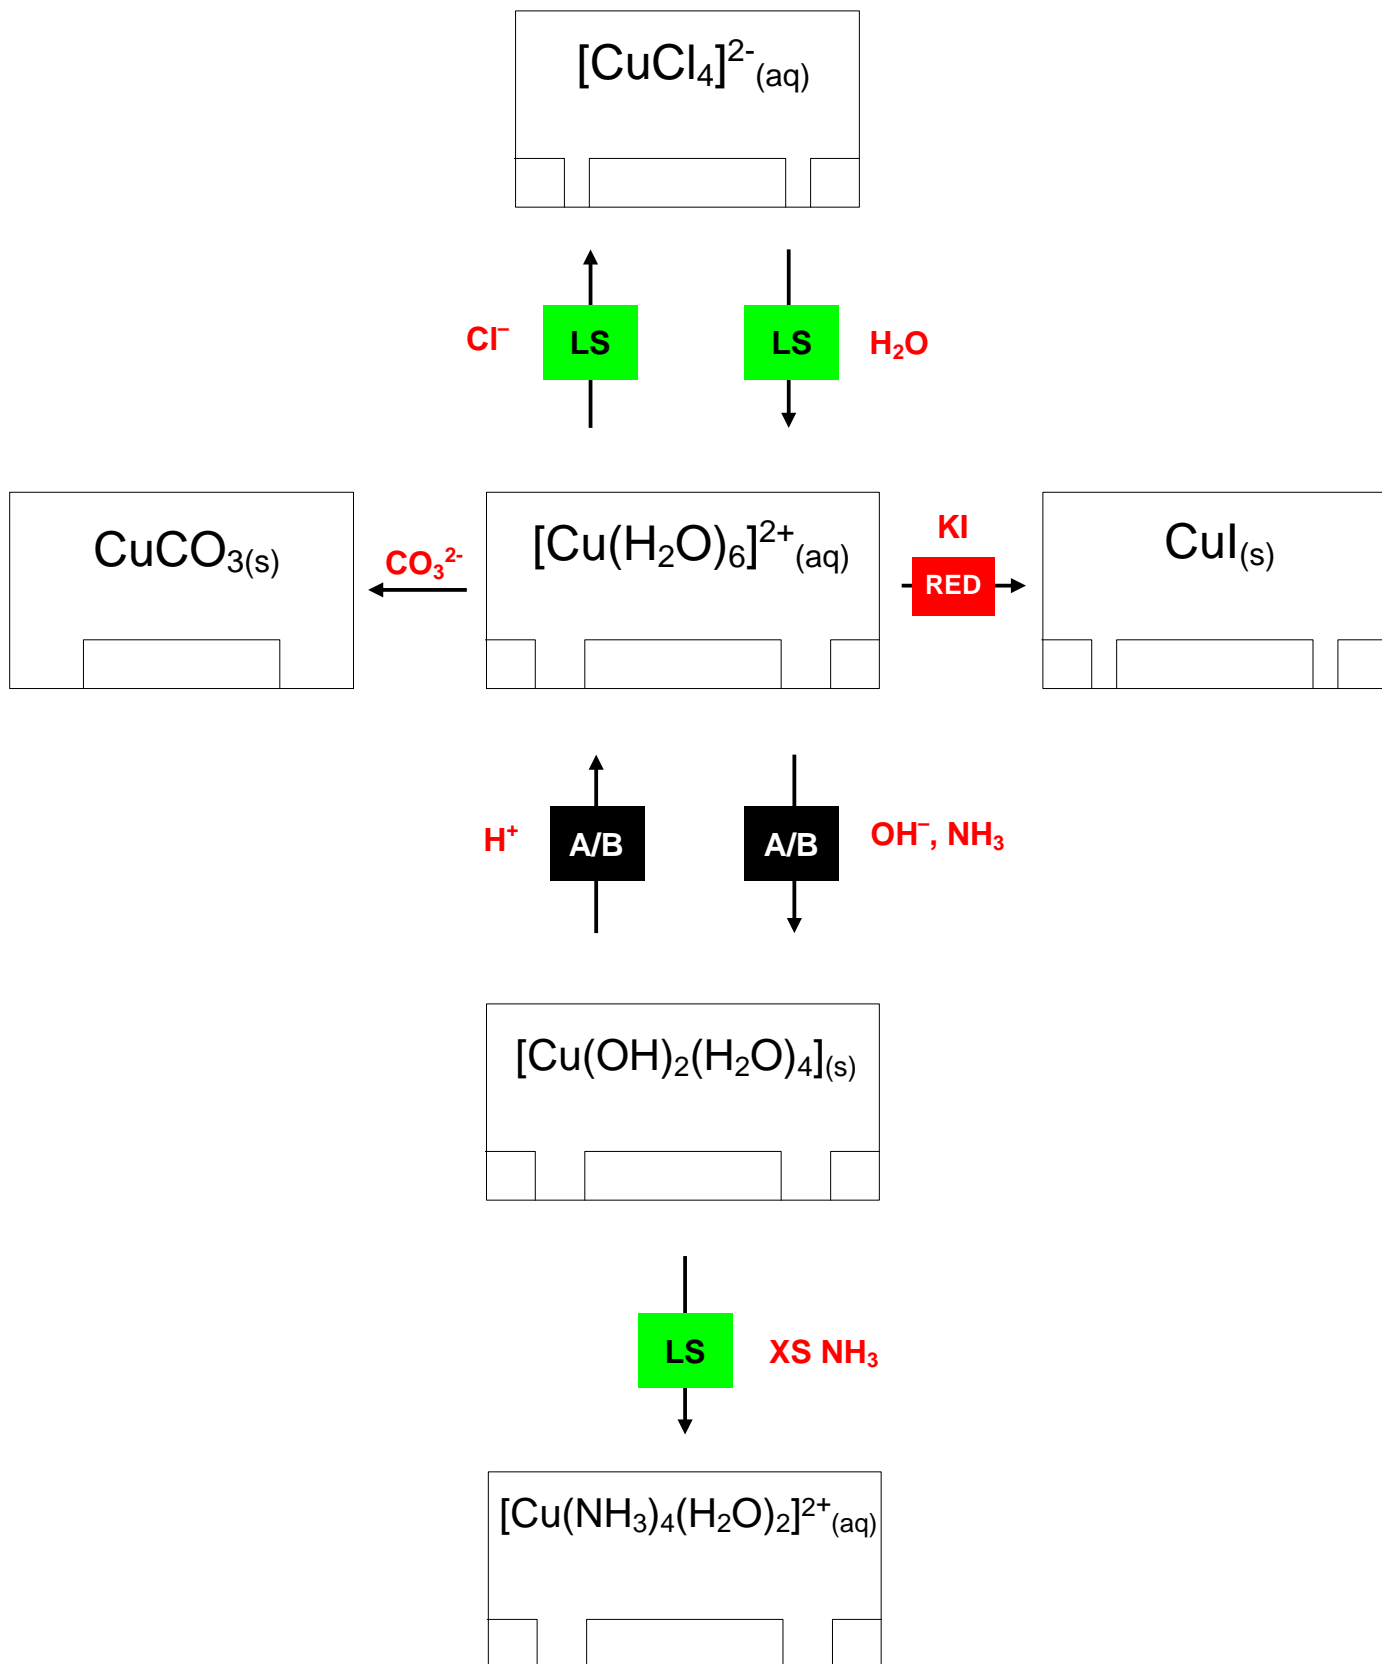 [CuCl₄]²⁻(aq)
Cl⁻ LS LS H₂O
CuCO₃(s) CO₃²⁻ [Cu(H₂O)₆]²⁺(aq) KI RED CuI(s)
H⁺ A/B A/B OH⁻, NH₃
[Cu(OH)₂(H₂O)₄](s)
LS XS NH₃
[Cu(NH₃)₄(H₂O)₂]²⁺(aq)